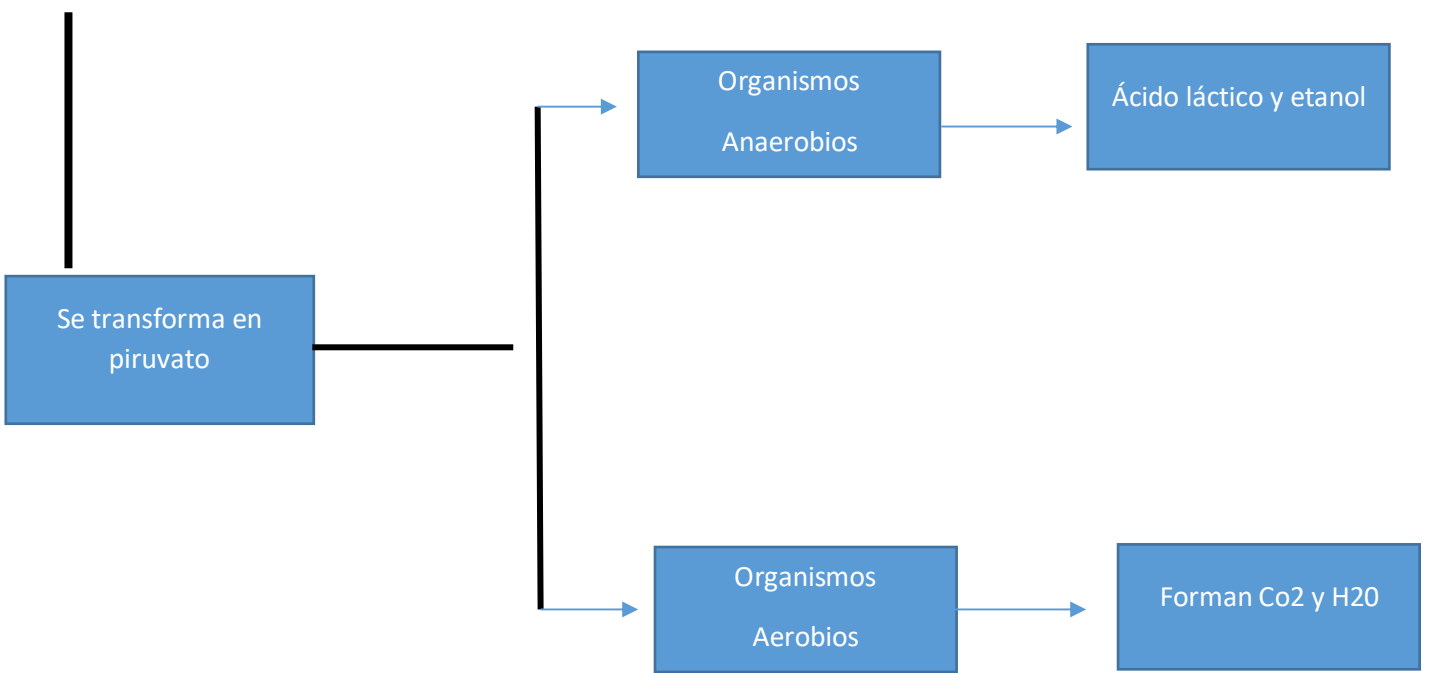 Organismos
Anaerobios
Ácido láctico y etanol
Se transforma en
piruvato
Organismos
Aerobios
Forman Co2 y H20